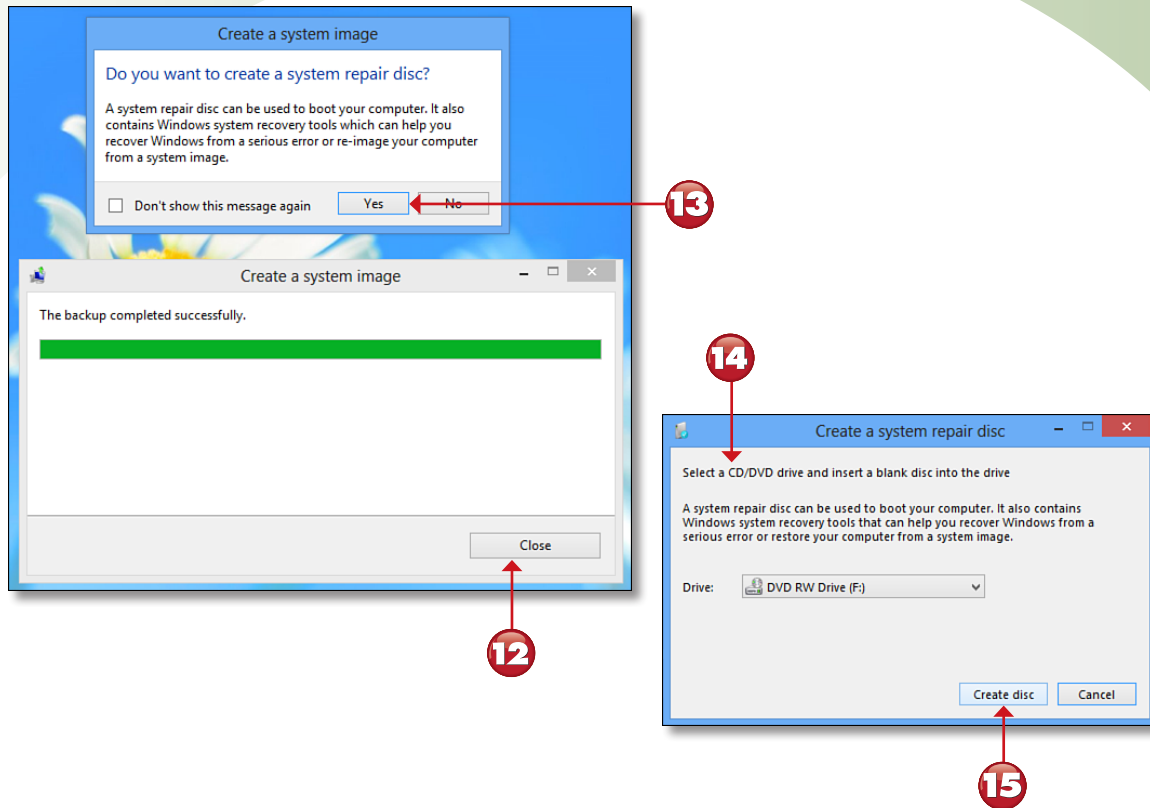 Create a system image
Do you want to create a system repair disc?
A system repair disc can be used to boot your computer. It also
contains Windows system recovery tools which can help you
recover Windows from a serious error or re-image your computer
from a system image.
Don't show this message again
Yes
No
13
Create a system image
The backup completed successfully.
Close
12
14
Create a system repair disc
Select a CD/DVD drive and insert a blank disc into the drive
A system repair disc can be used to boot your computer. It also contains
Windows system recovery tools that can help you recover Windows from a
serious error or restore your computer from a system image.
Drive:
DVD RW Drive (F:)
Create disc
Cancel
15